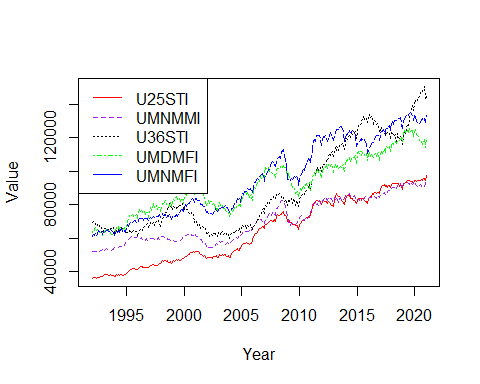 U25STI
UMNMMI
U36STI
UMDMFI
UMNMFI
Value
40000
80000
120000
1995
2000
2005
2010
2015
2020
Year